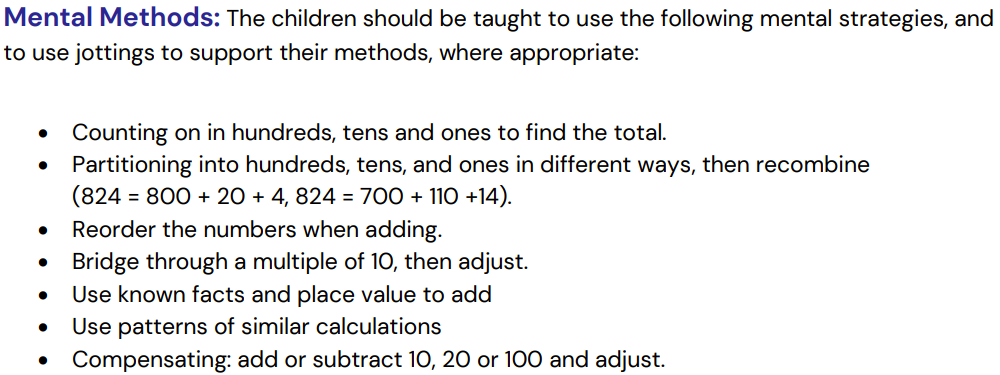 Mental Methods: The children should be taught to use the following mental strategies, and
to use jottings to support their methods, where appropriate:
• Counting on in hundreds, tens and ones to find the total.
• Partitioning into hundreds, tens, and ones in different ways, then recombine
(824 = 800 + 20 + 4, 824 = 700 + 110 +14).
• Reorder the numbers when adding.
• Bridge through a multiple of 10, then adjust.
• Use known facts and place value to add
• Use patterns of similar calculations
• Compensating: add or subtract 10, 20 or 100 and adjust.